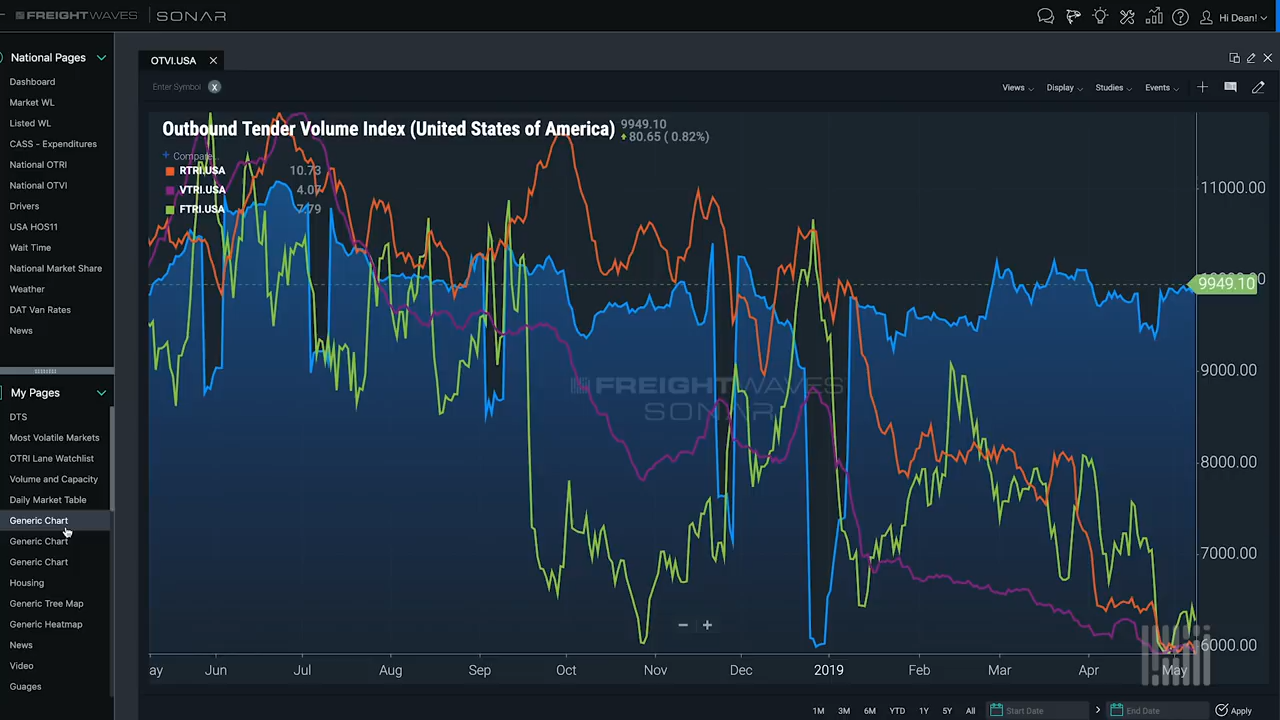 FREIGHTWAVES | SONAR
Hi Dean!
National Pages
Dashboard
Market WL
Listed WL
CASS - Expenditures
National OTRI
National OTVI
Drivers
USA HOS11
Wait Time
National Market Share
Weather
DAT Van Rates
News
My Pages
DTS
Most Volatile Markets
OTRI Lane Watchlist
Volume and Capacity
Daily Market Table
Generic Chart
Generic Chart
Generic Chart
Housing
Generic Tree Map
Generic Heatmap
News
Video
Guages
OTVI.USA
Enter Symbol
Views Display Studies Events
Outbound Tender Volume Index (United States of America) 9949.10
80.65 ( 0.82%)
+ Compare...
RTRI.USA 10.73
VTRI.USA 4.07
FTRI.USA 7.79
FREIGHTWAVES
SONAR
11000.00
9949.10
9000.00
8000.00
7000.00
6000.00
ay Jun Jul Aug Sep Oct Nov Dec 2019 Feb Mar Apr May
1M 3M 6M YTD 1Y 5Y All Start Date End Date Apply